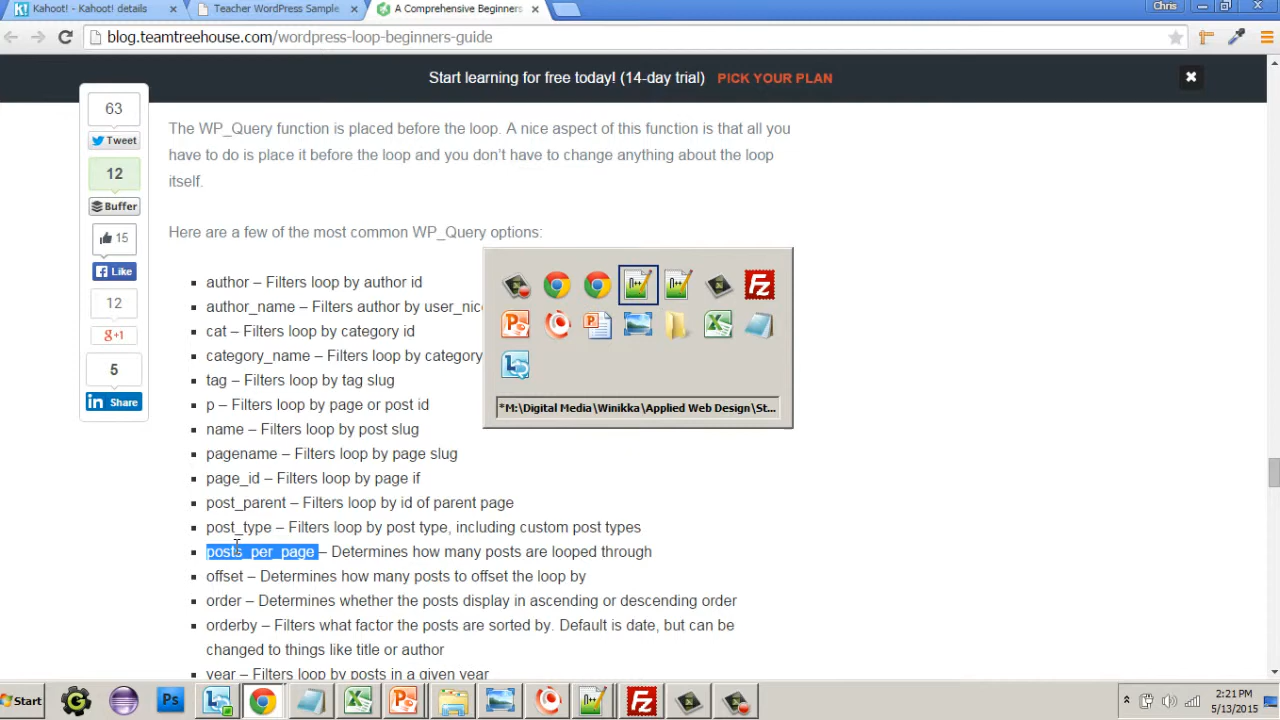 Kahoot! - Kahoot! details
Teacher WordPress Sample
A Comprehensive Beginners
Chris
blog.teamtreehouse.com/wordpress-loop-beginners-guide
Start learning for free today! (14-day trial) PICK YOUR PLAN
63
Tweet
12
Buffer
15
Like
12
g+1
5
in Share
The WP_Query function is placed before the loop. A nice aspect of this function is that all you
have to do is place it before the loop and you don’t have to change anything about the loop
itself.
Here are a few of the most common WP_Query options:
author – Filters loop by author id
author_name – Filters author by user_nic
cat – Filters loop by category id
category_name – Filters loop by category
tag – Filters loop by tag slug
p – Filters loop by page or post id
name – Filters loop by post slug
pagename – Filters loop by page slug
page_id – Filters loop by page if
post_parent – Filters loop by id of parent page
post_type – Filters loop by post type, including custom post types
posts_per_page – Determines how many posts are looped through
offset – Determines how many posts to offset the loop by
order – Determines whether the posts display in ascending or descending order
orderby – Filters what factor the posts are sorted by. Default is date, but can be
changed to things like title or author
year – Filters loop by posts in a given year
*M:\Digital Media\Winikka\Applied Web Design\St...
Start
Ps
2:21 PM
5/13/2015